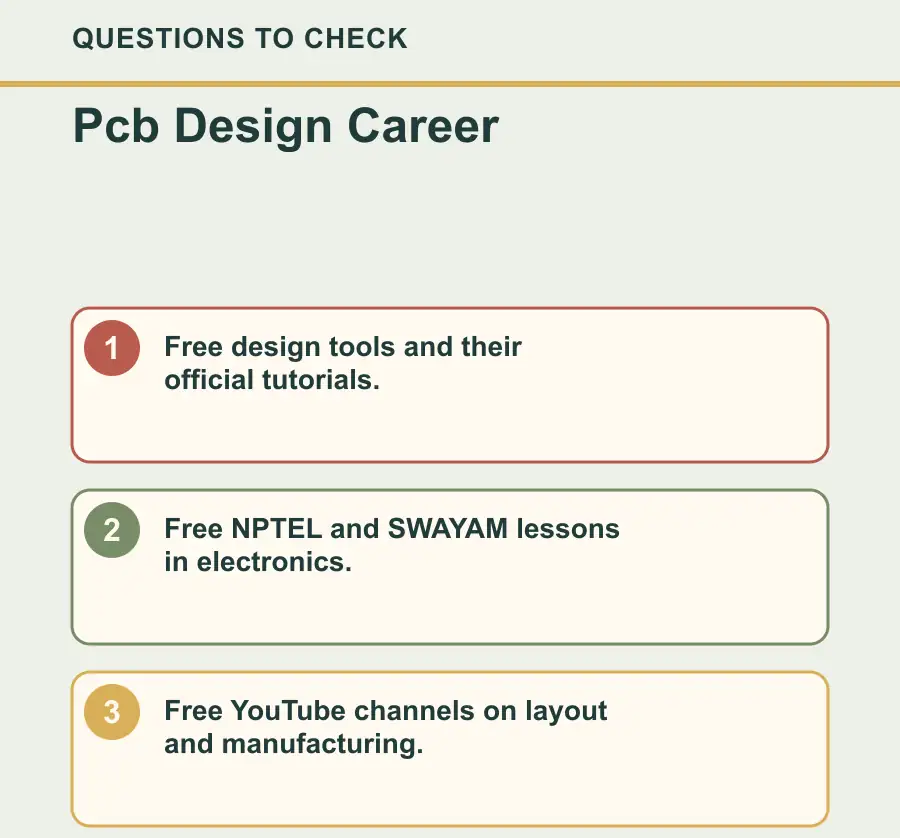 QUESTIONS TO CHECK
Pcb Design Career
1
Free design tools and their
official tutorials.
2
Free NPTEL and SWAYAM lessons
in electronics.
3
Free YouTube channels on layout
and manufacturing.